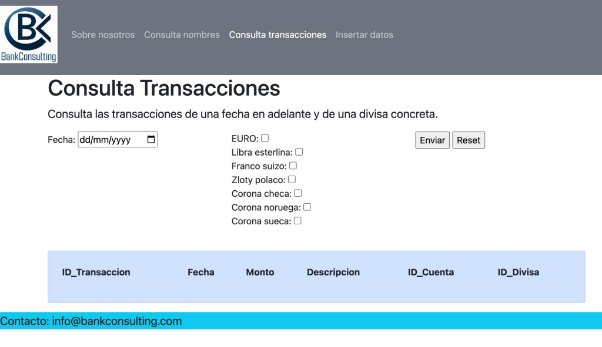 BK
BankConsulting
Sobre nosotros Consulta nombres Consulta transacciones Insertar datos
Consulta Transacciones
Consulta las transacciones de una fecha en adelante y de una divisa concreta.
Fecha: dd/mm/yyyy
EURO:
Libra esterlina:
Franco suizo:
Zloty polaco:
Corona checa:
Corona noruega:
Corona sueca:
Enviar Reset
ID_Transaccion Fecha Monto Descripcion ID_Cuenta ID_Divisa
Contacto: info@bankconsulting.com